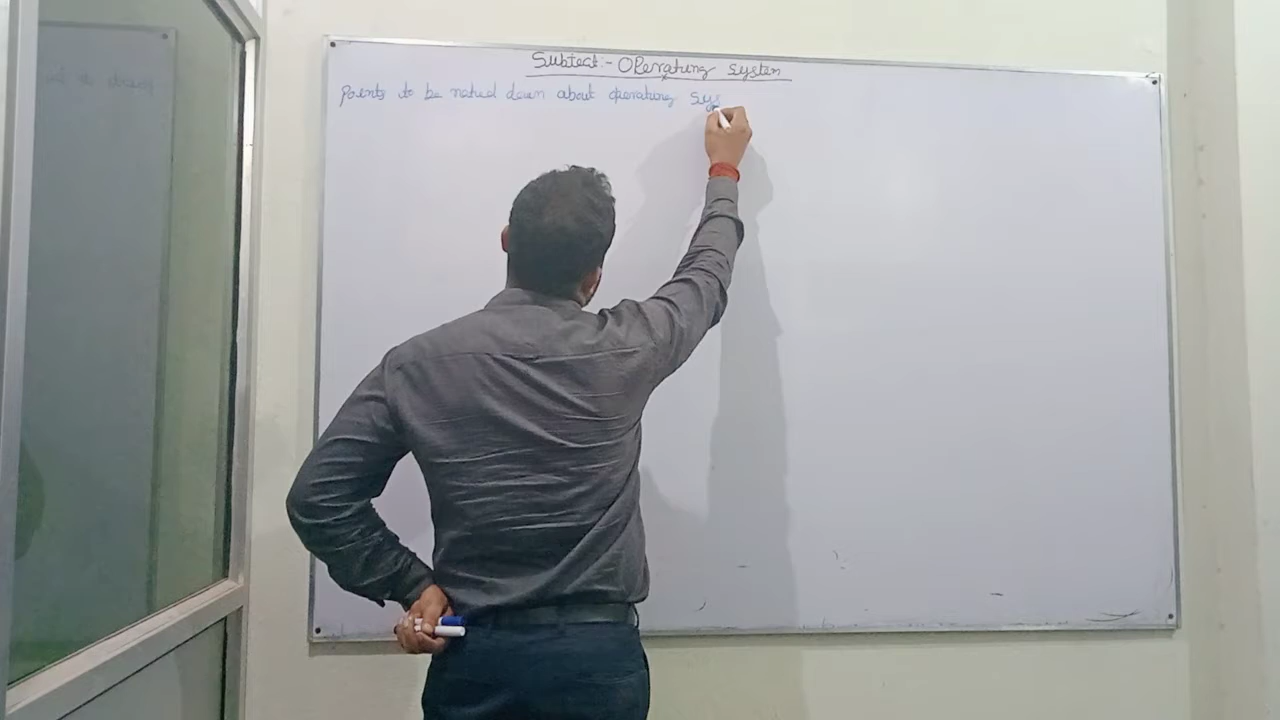 Subject:- Operating System
Points to be noted down about operating Sys